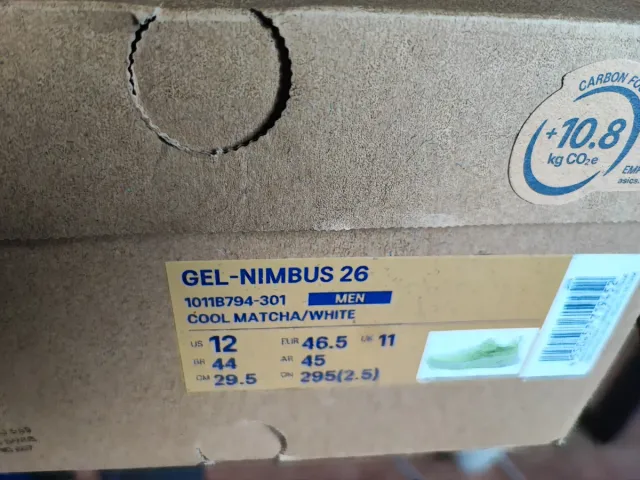 CARBON
+10.8
kg CO₂e
asics.
GEL-NIMBUS 26
1011B794-301 MEN
COOL MATCHA/WHITE
US 12 EUR 46.5 UK 11
BR 44 AR 45
CM 29.5 CN 295(2.5)